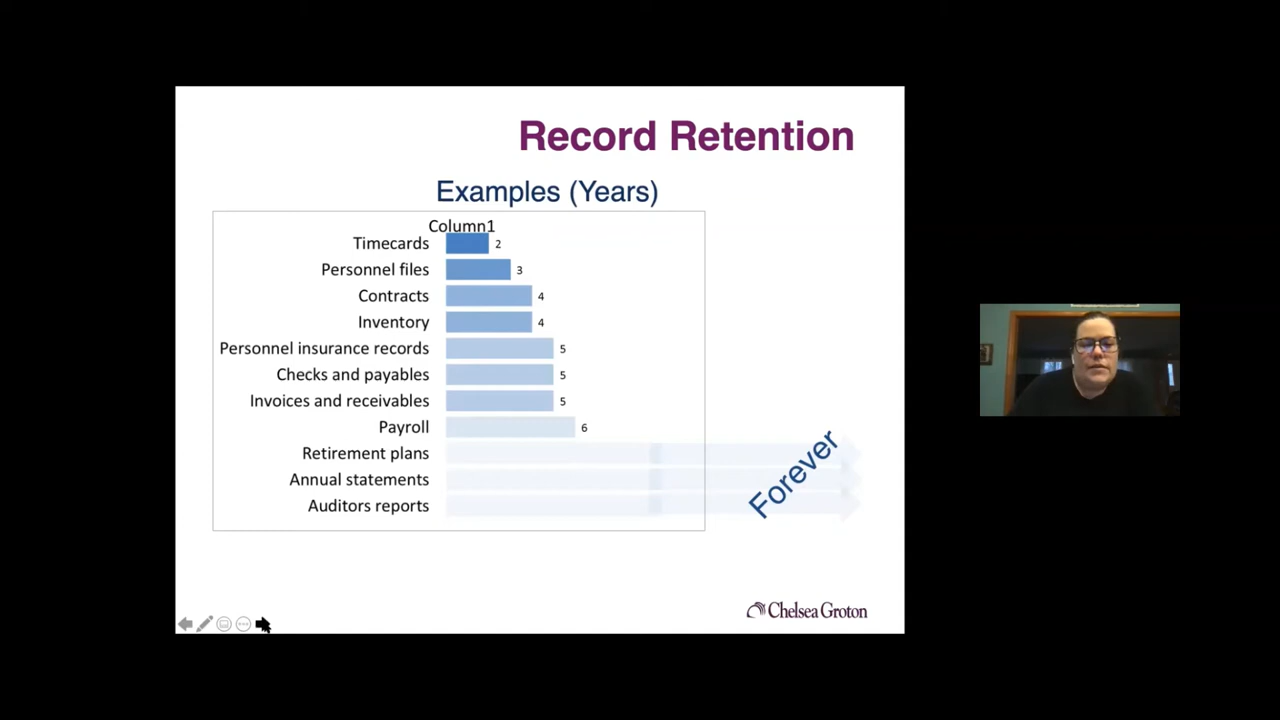 Record Retention
Examples (Years)
Column1
Timecards 2
Personnel files 3
Contracts 4
Inventory 4
Personnel insurance records 5
Checks and payables 5
Invoices and receivables 5
Payroll 6
Retirement plans
Annual statements
Auditors reports
Forever
Chelsea Groton